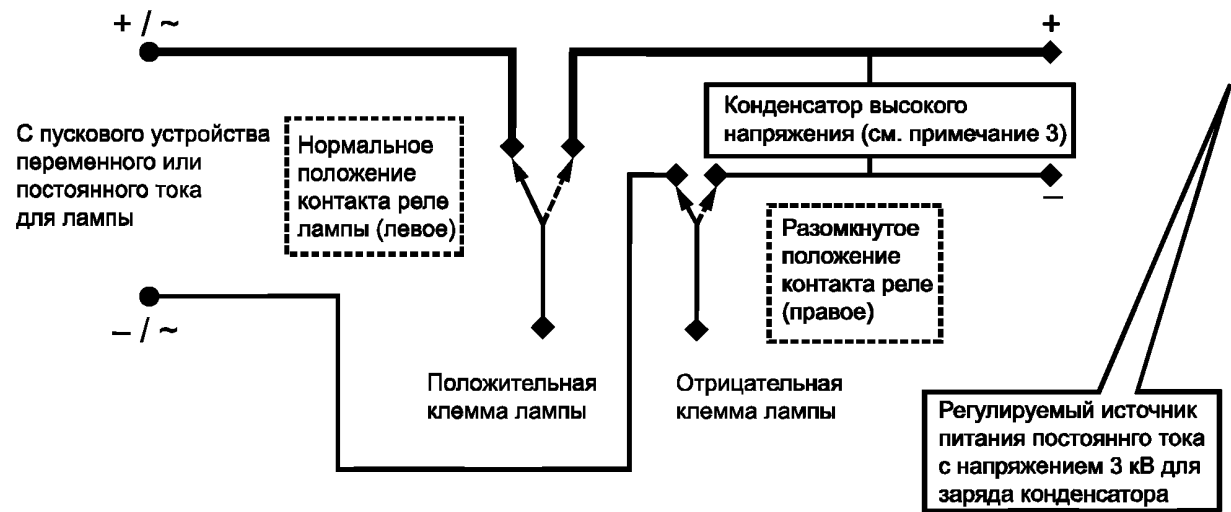 + / ~
+
С пускового устройства
переменного или
постоянного тока
для лампы
Нормальное
положение
контакта реле
лампы (левое)
Конденсатор высокого
напряжения (см. примечание 3)
–
Разомкнутое
положение
контакта реле
(правое)
– / ~
Положительная
клемма лампы
Отрицательная
клемма лампы
Регулируемый источник
питания постояннго тока
с напряжением 3 кВ для
заряда конденсатора